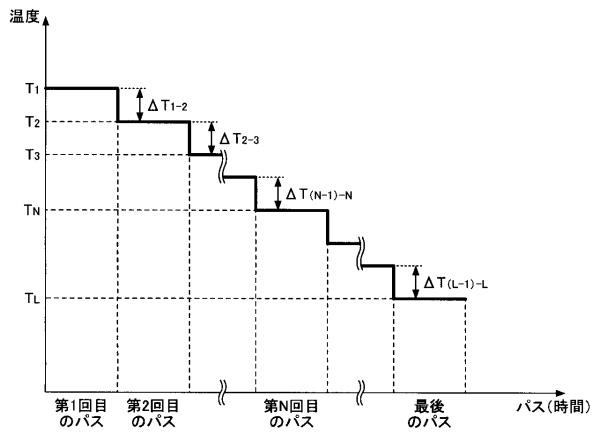 温度
T1
ΔT1-2
T2
ΔT2-3
T3
ΔT(N-1)-N
TN
ΔT(L-1)-L
TL
第1回目
のパス
第2回目
のパス
第N回目
のパス
最後
のパス
パス(時間)